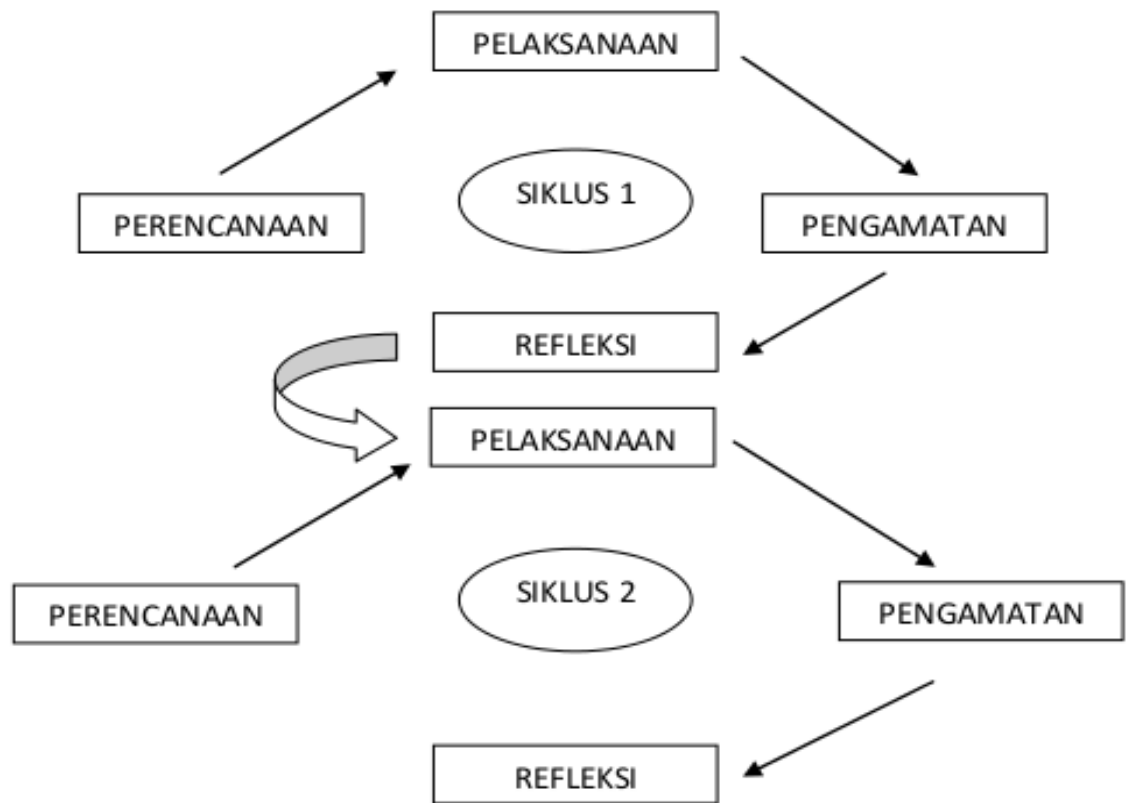 PELAKSANAAN
SIKLUS 1
PERENCANAAN
PENGAMATAN
REFLEKSI
PELAKSANAAN
SIKLUS 2
PERENCANAAN
PENGAMATAN
REFLEKSI